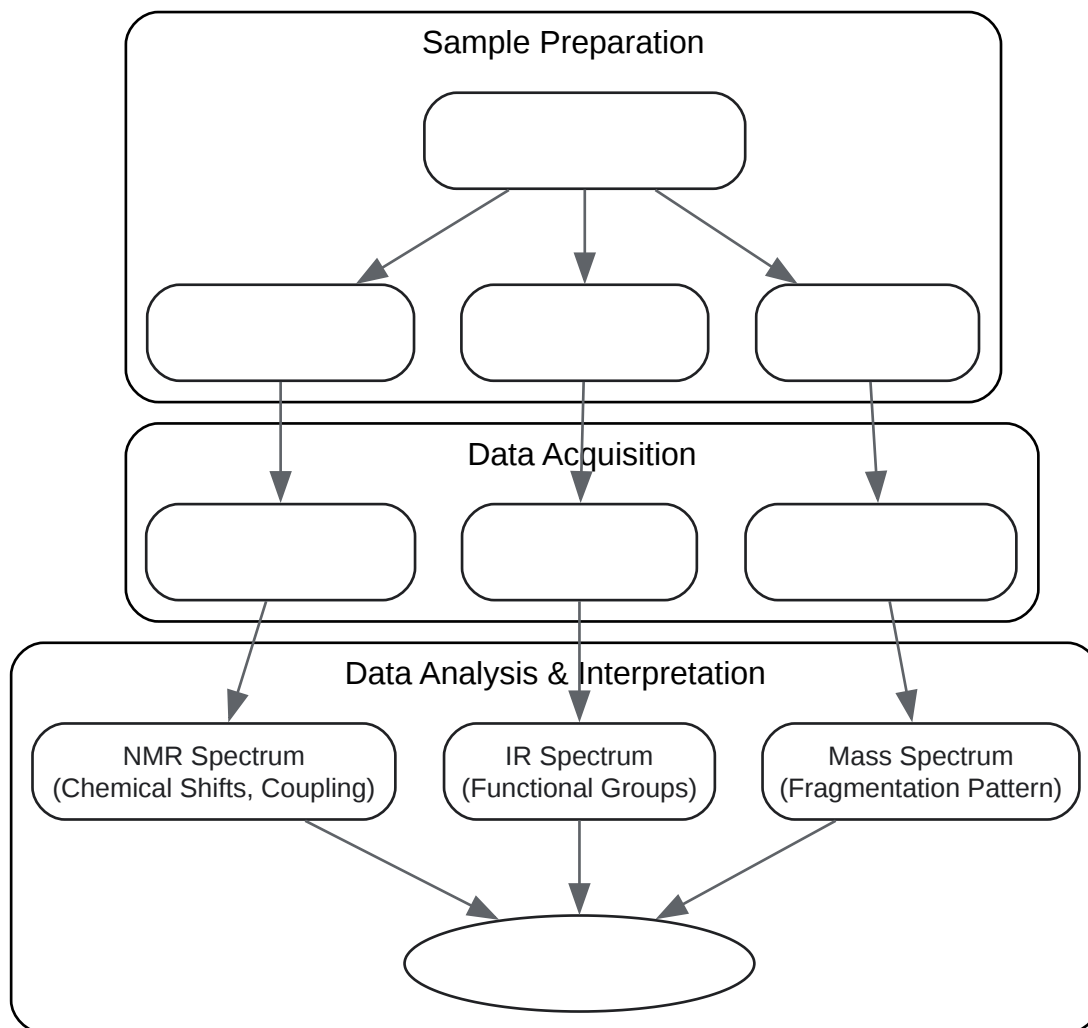 Sample Preparation
Data Acquisition
Data Analysis & Interpretation
NMR Spectrum
(Chemical Shifts, Coupling)
IR Spectrum
(Functional Groups)
Mass Spectrum
(Fragmentation Pattern)